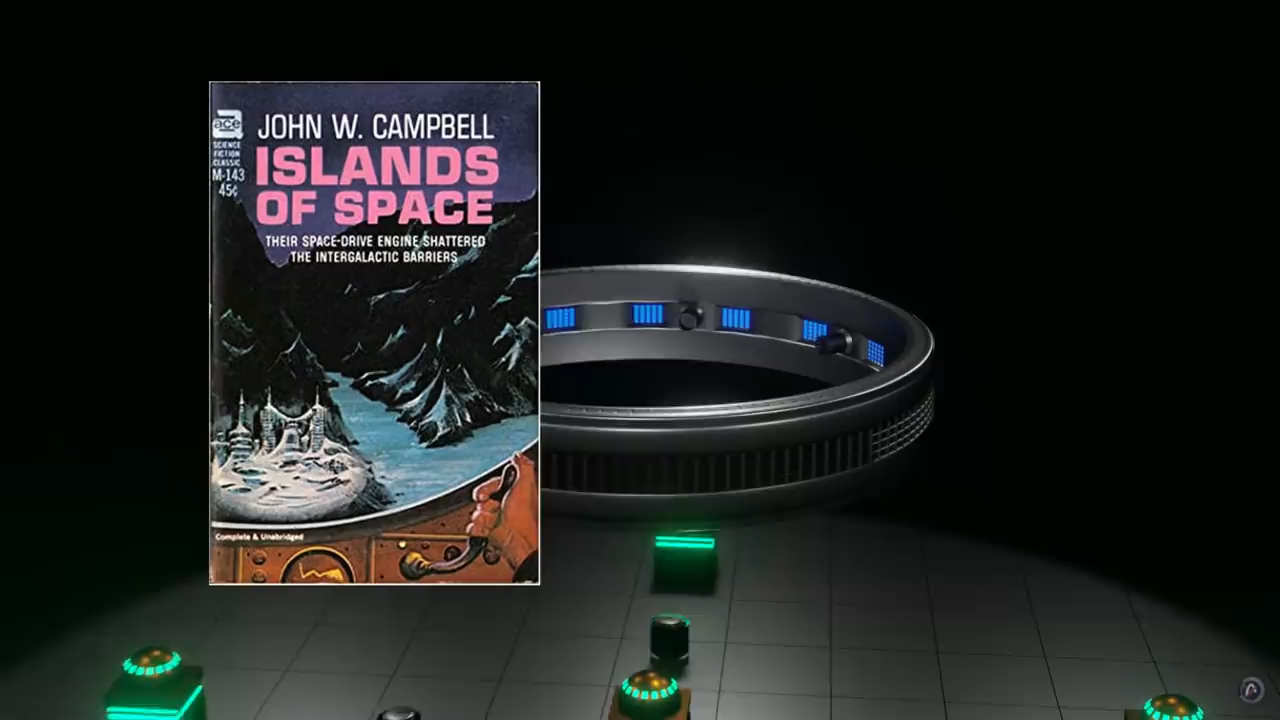 ace
JOHN W. CAMPBELL
SCIENCE
FICTION
CLASSIC
M-143
45¢
ISLANDS
OF SPACE
THEIR SPACE-DRIVE ENGINE SHATTERED
THE INTERGALACTIC BARRIERS
Complete & Unabridged